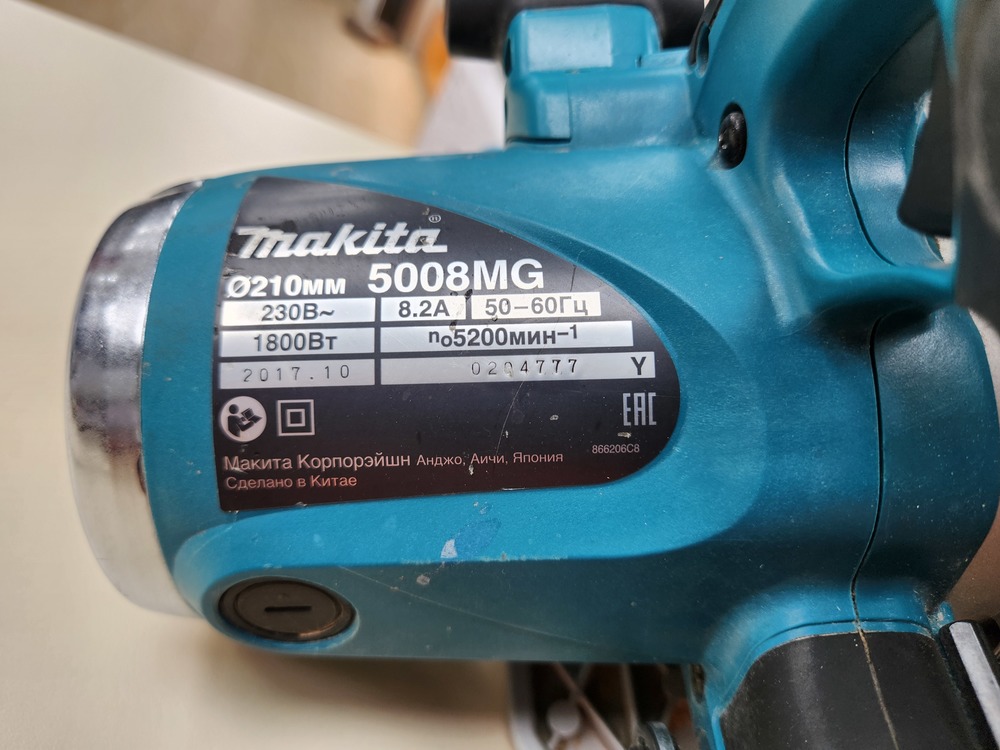 makita®
Ø210мм 5008MG
230В~ 8.2А 50–60Гц
1800Вт n₀5200мин⁻¹
2017.10 0204777 Y
EAC
866206C8
Макита Корпорэйшн Анджо, Аичи, Япония
Сделано в Китае